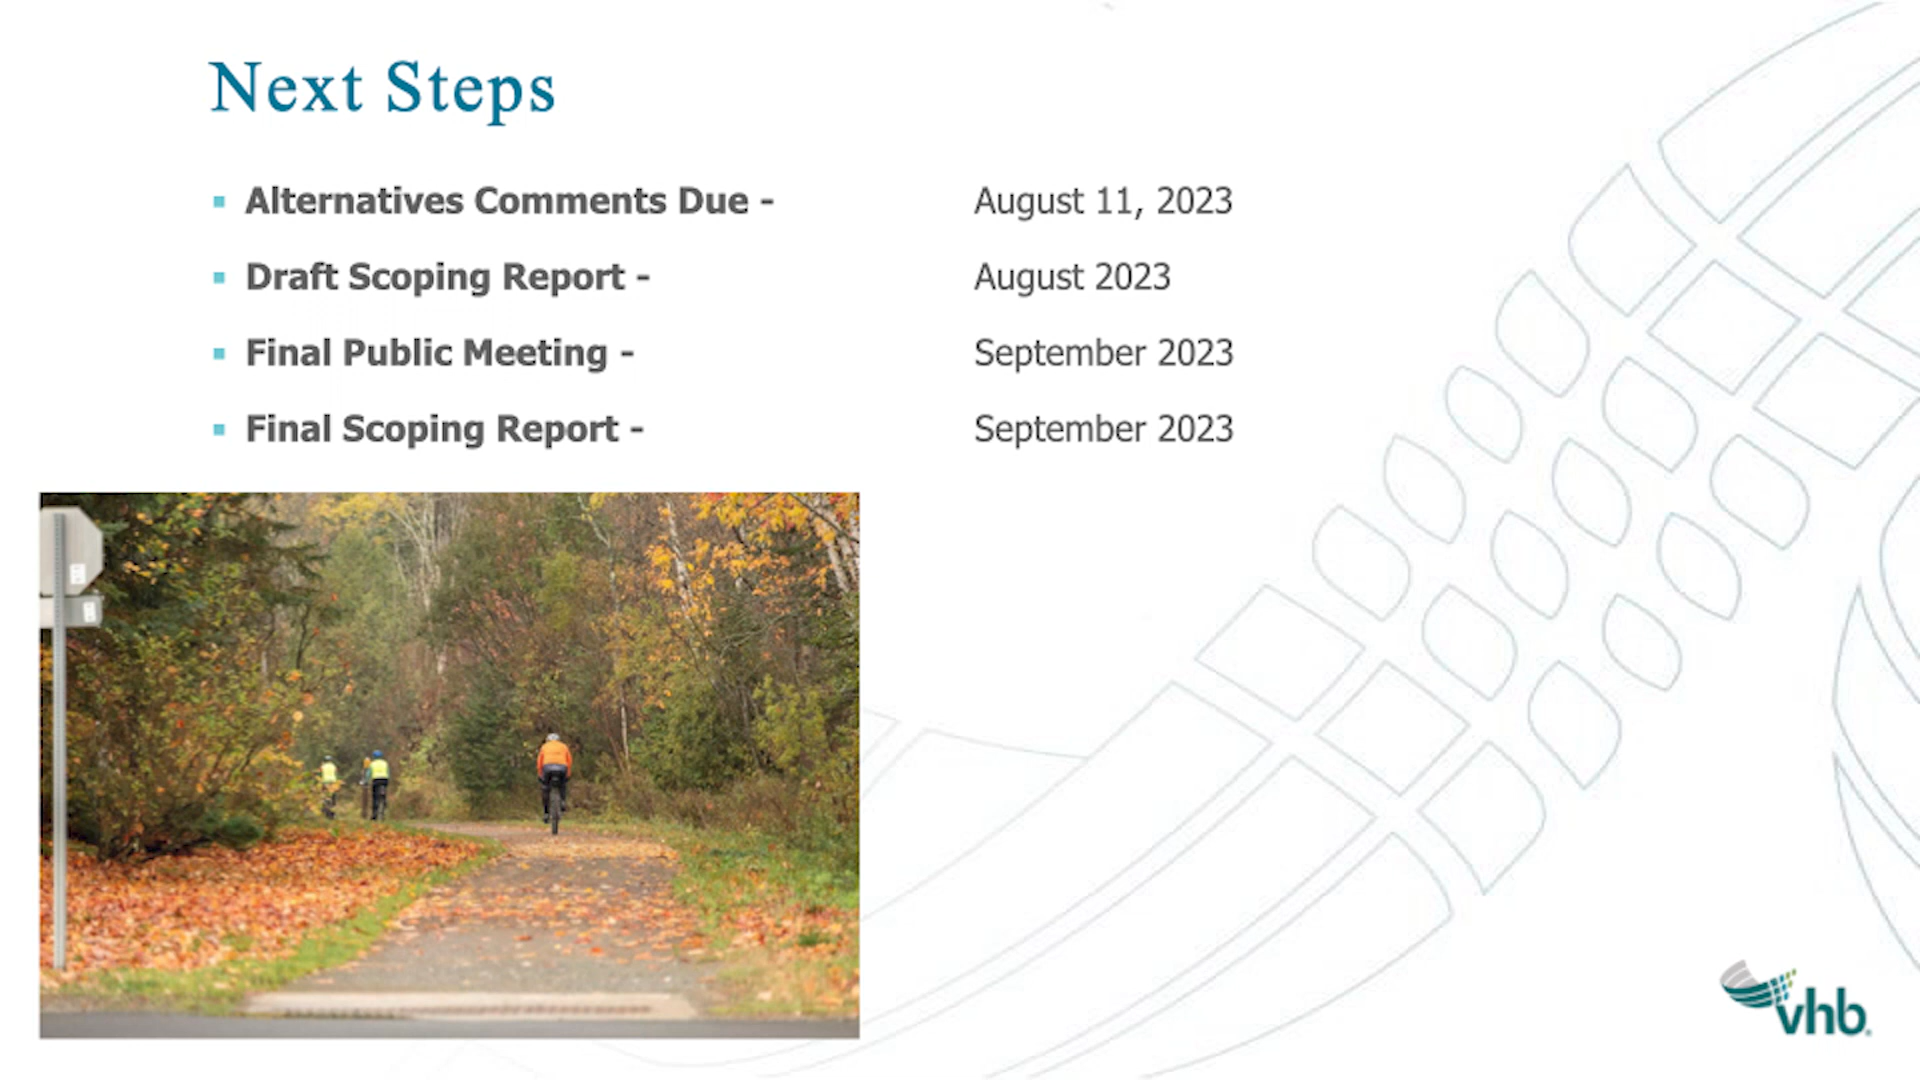 Next Steps
Alternatives Comments Due - August 11, 2023
Draft Scoping Report - August 2023
Final Public Meeting - September 2023
Final Scoping Report - September 2023
vhb